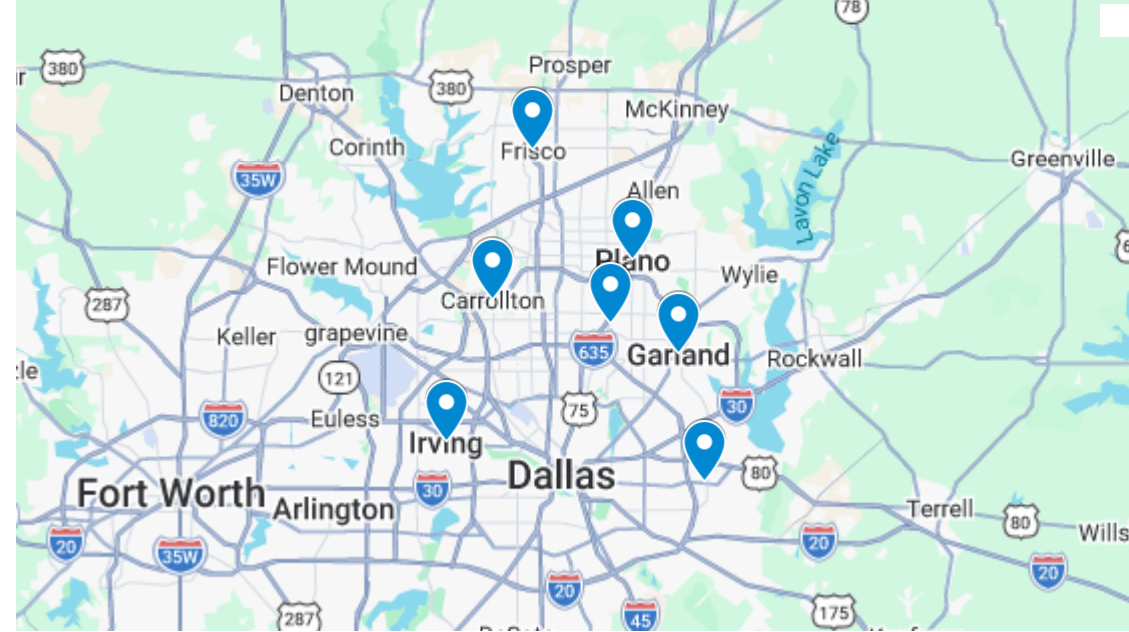 78
380
Prosper
Denton
380
McKinney
Corinth
Frisco
Greenville
35W
Allen
Lavon Lake
Plano
Flower Mound
Wylie
287
Carrollton
Keller
grapevine
635
Garland
Rockwall
121
820
Euless
75
30
Irving
Dallas
80
Fort Worth
30
Arlington
Terrell
80
20
35W
20
Wills
20
20
287
45
175